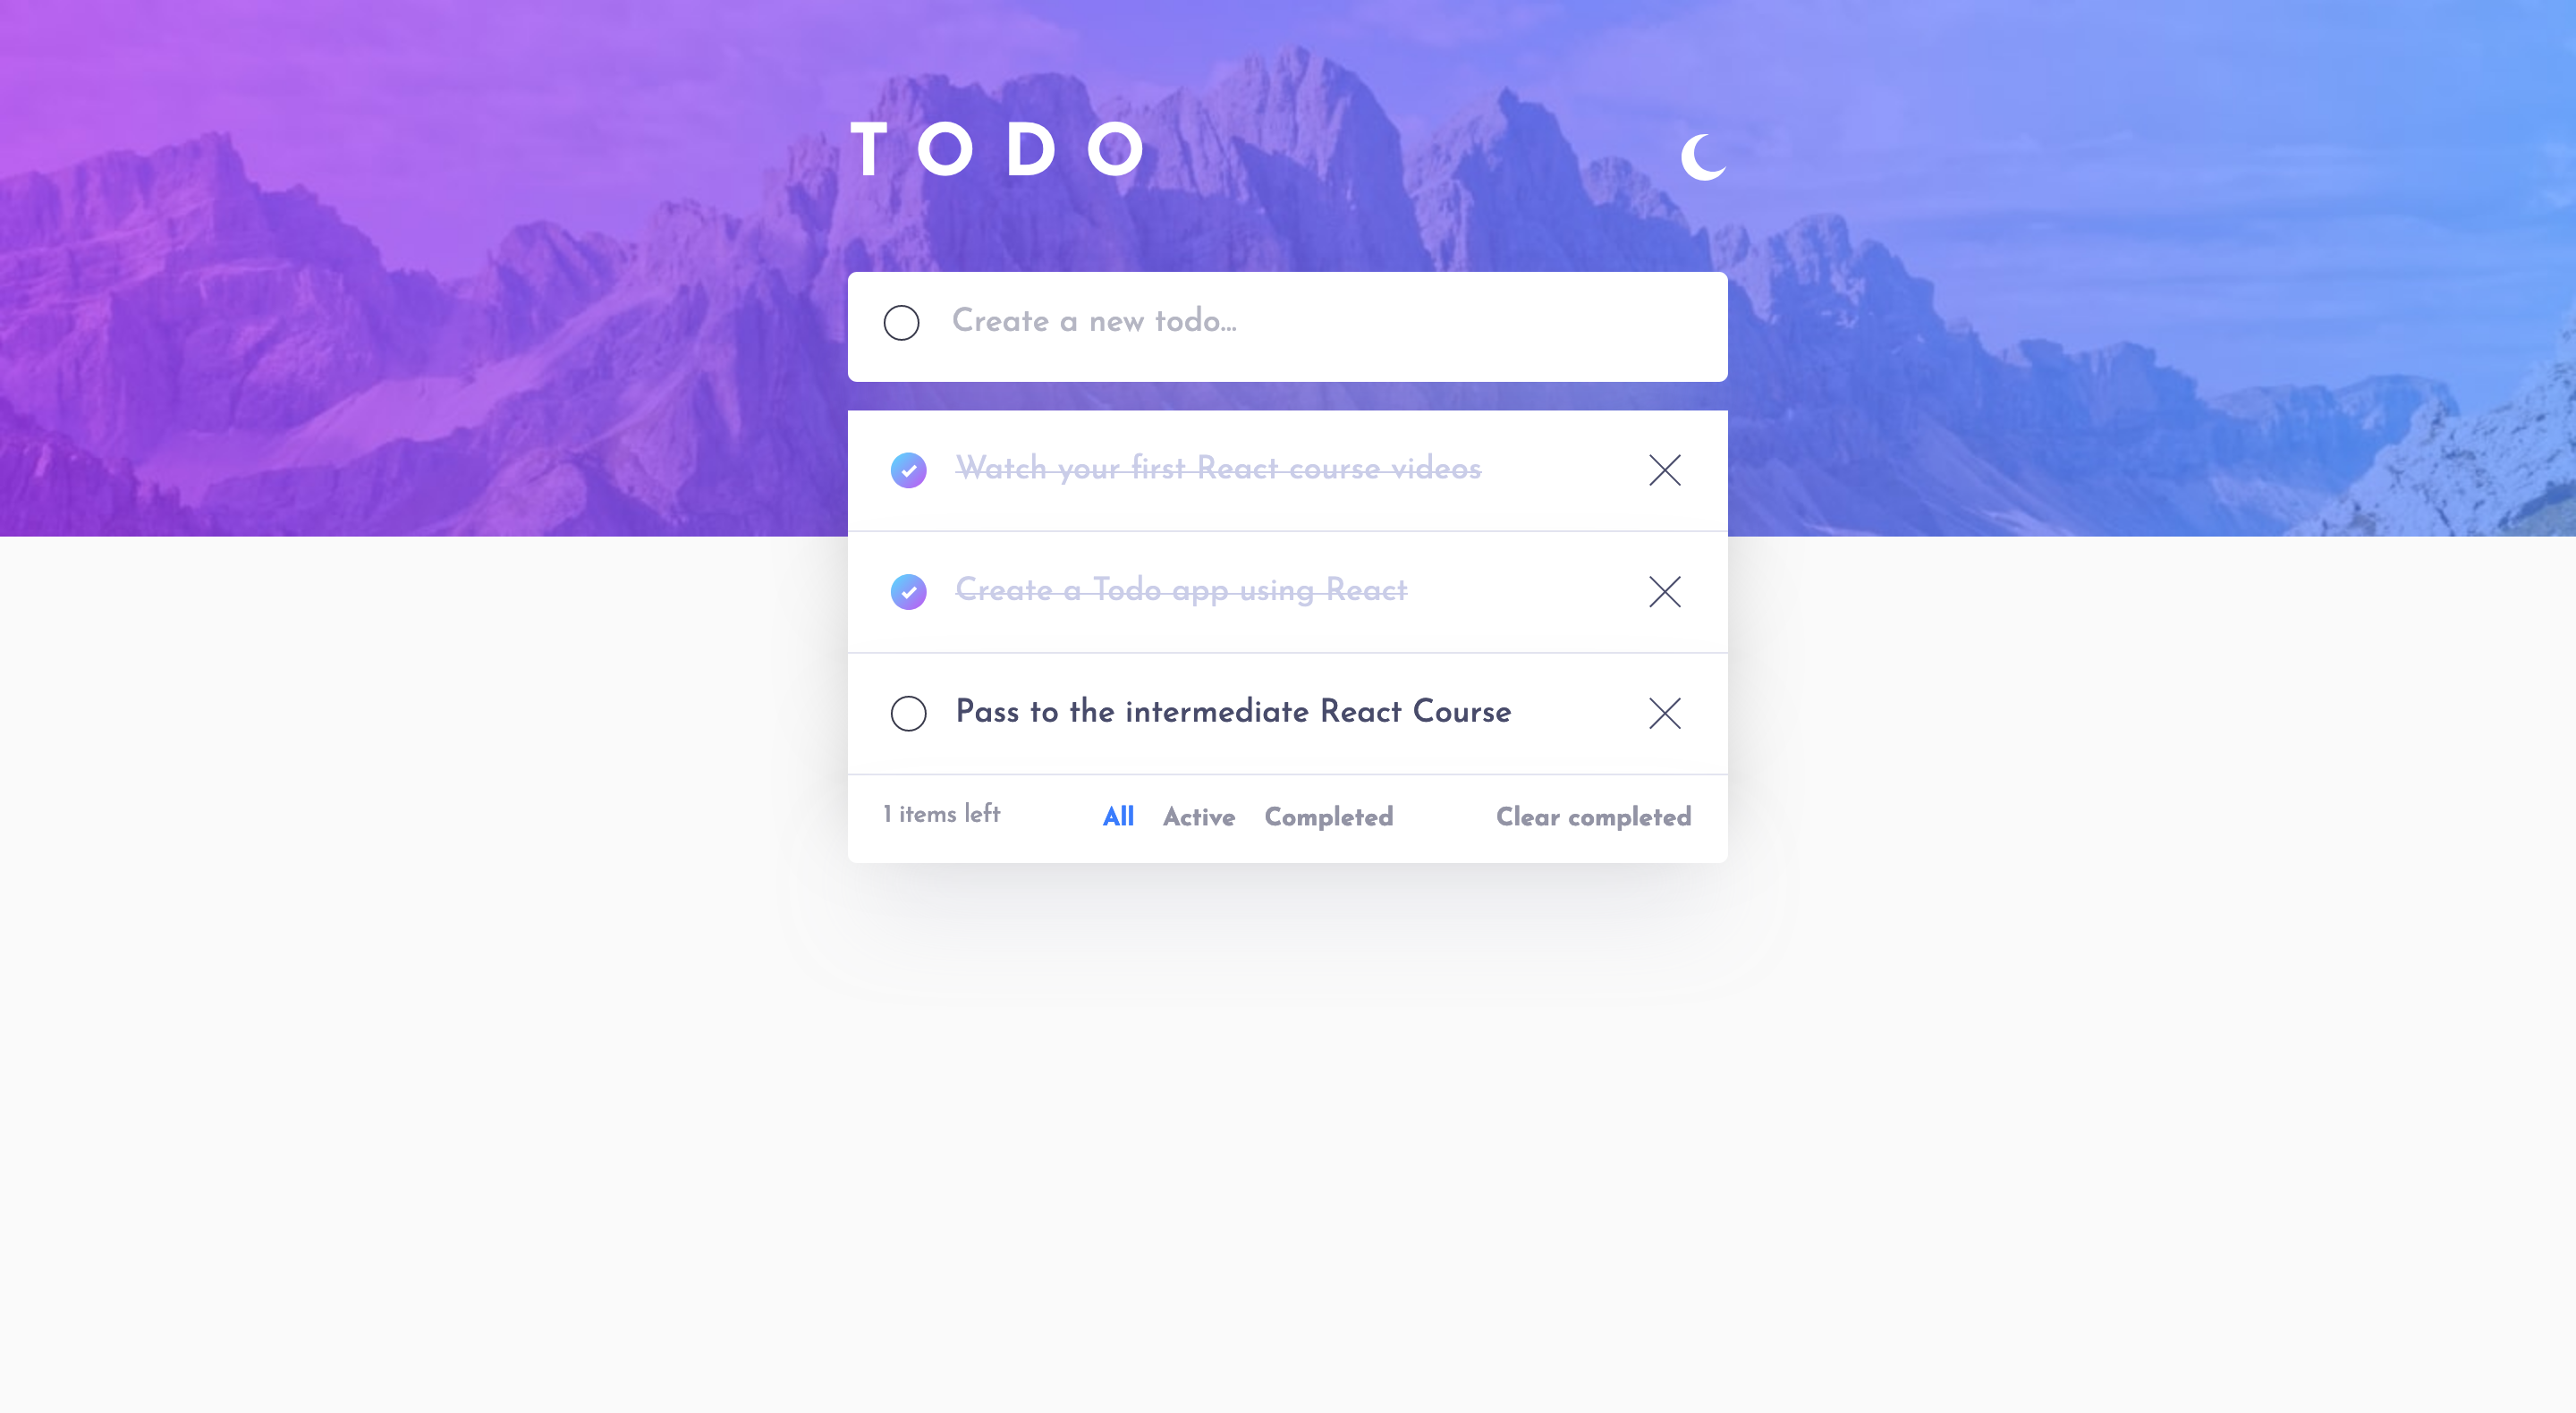 TODO
Create a new todo...
Watch your first React course videos
Create a Todo app using React
Pass to the intermediate React Course
1 items left All Active Completed Clear completed